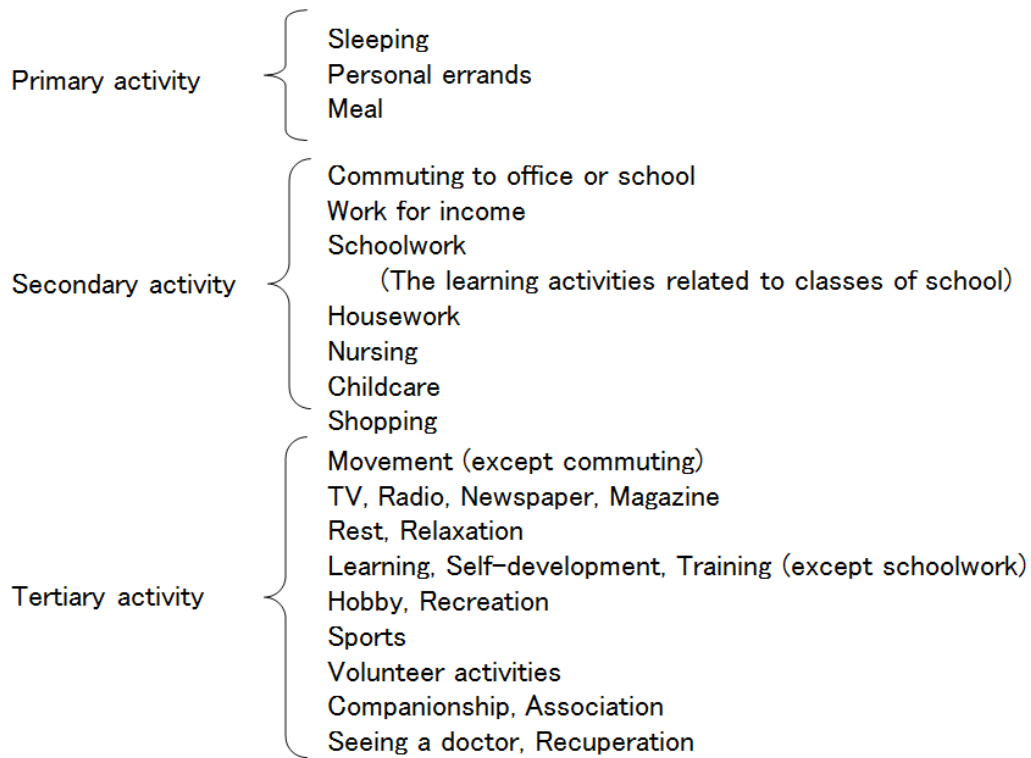 Sleeping
Primary activity Personal errands
Meal
Commuting to office or school
Work for income
Schoolwork
Secondary activity (The learning activities related to classes of school)
Housework
Nursing
Childcare
Shopping
Movement (except commuting)
TV, Radio, Newspaper, Magazine
Rest, Relaxation
Learning, Self-development, Training (except schoolwork)
Tertiary activity Hobby, Recreation
Sports
Volunteer activities
Companionship, Association
Seeing a doctor, Recuperation